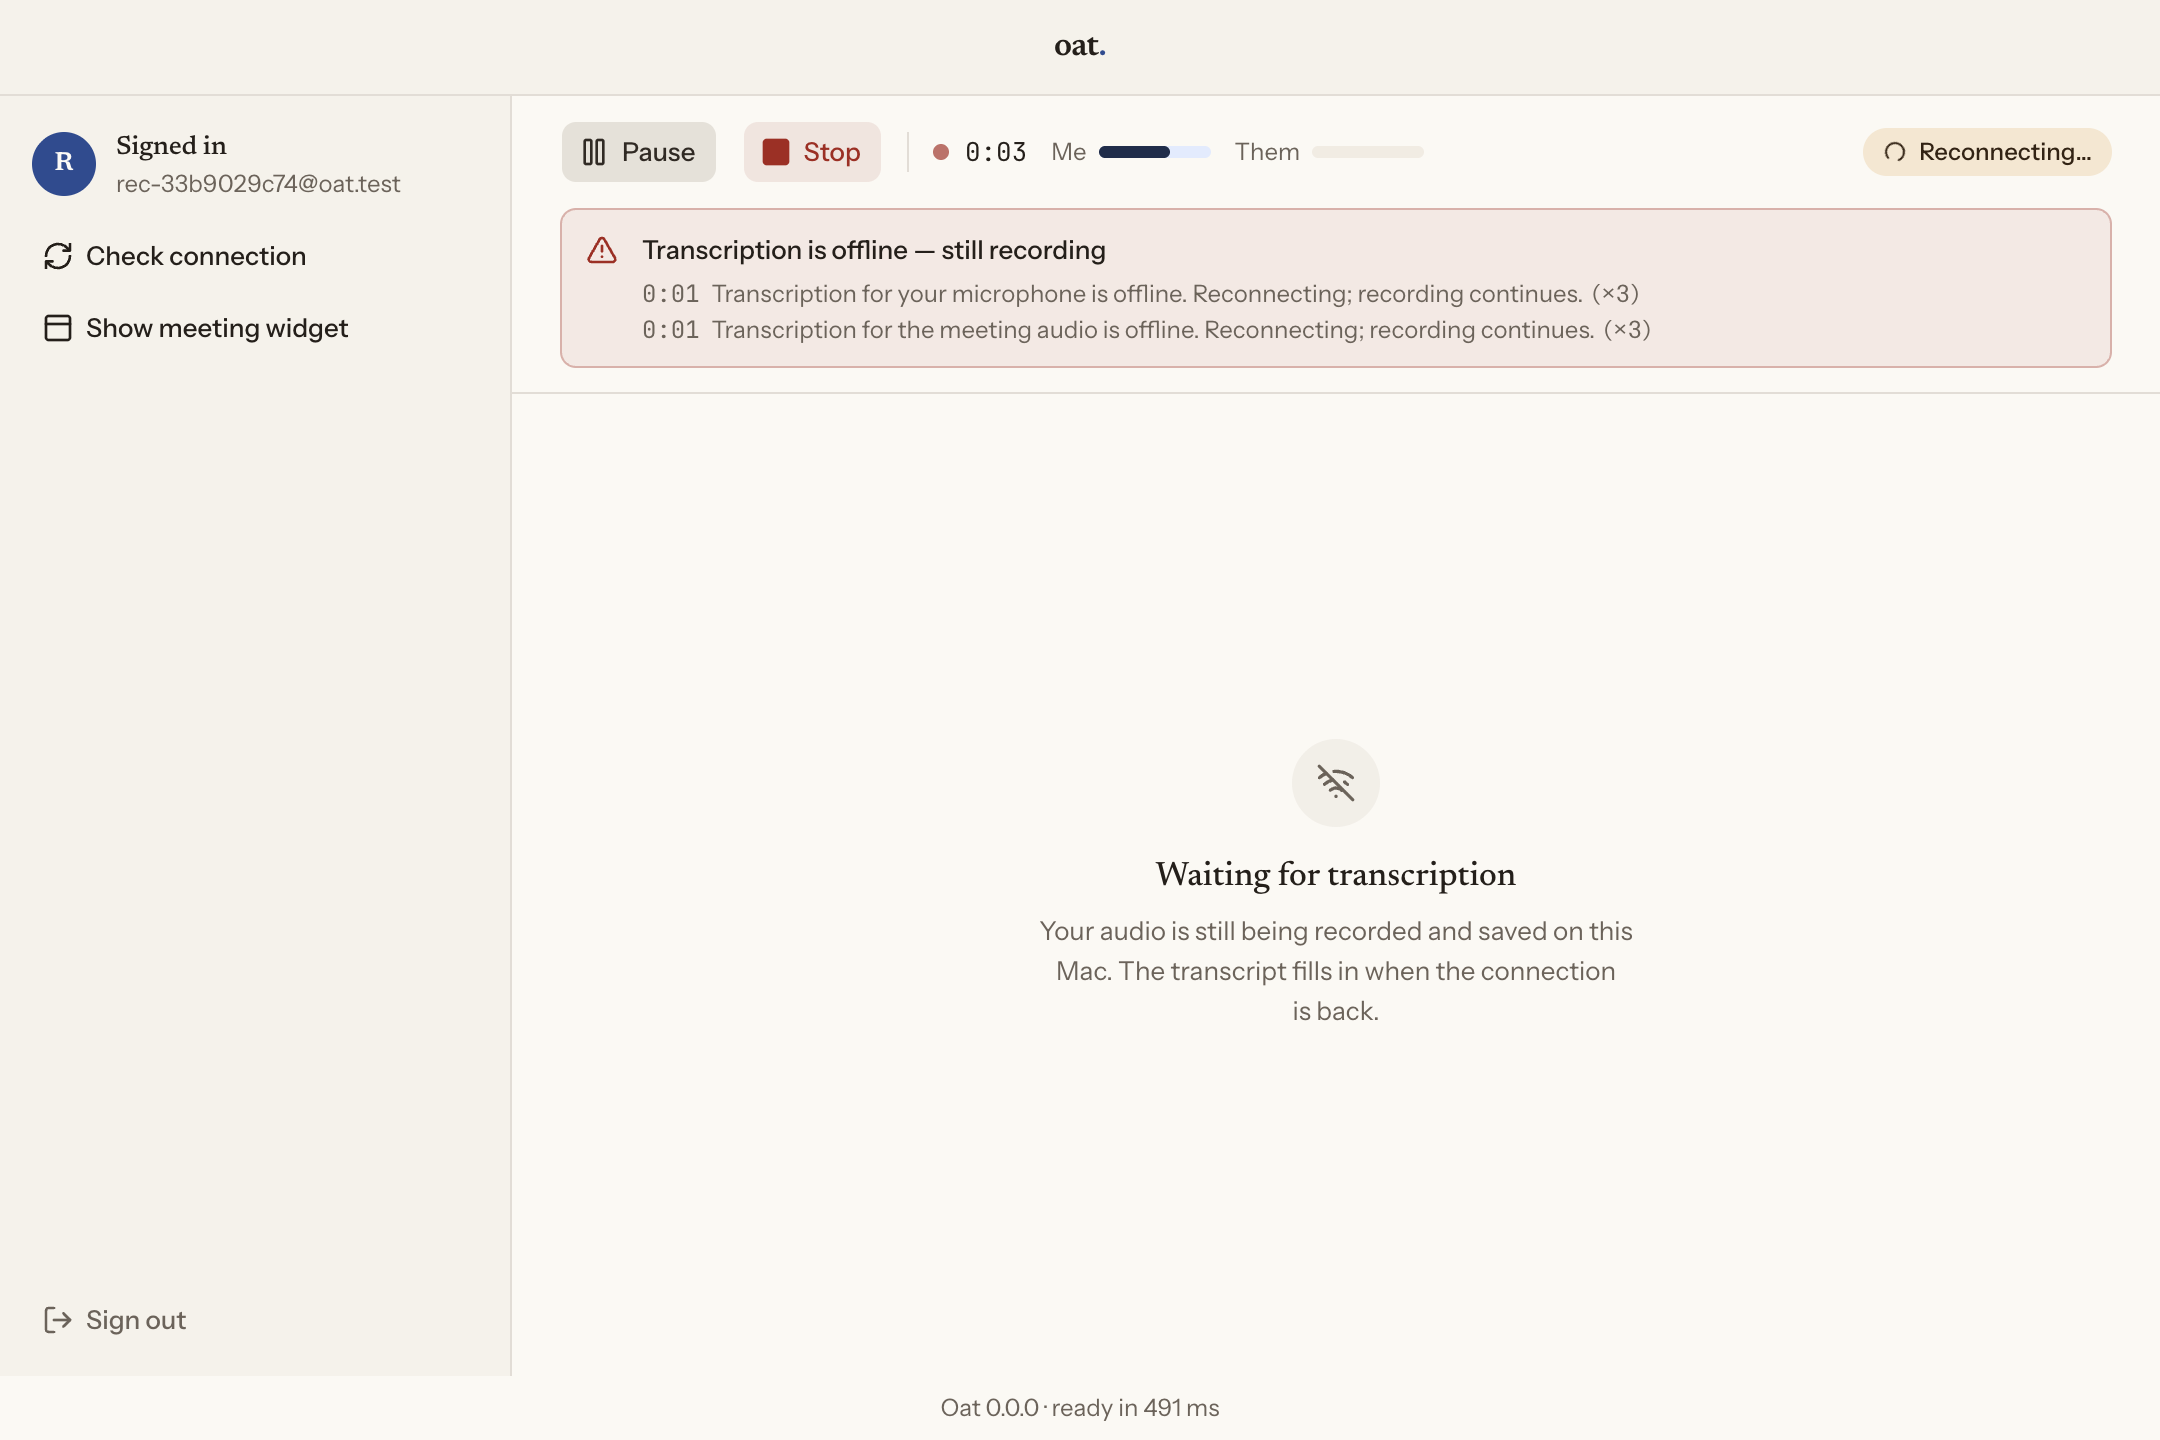 oat.
R
Signed in
rec-33b9029c74@oat.test
Check connection
Show meeting widget
Sign out
Pause
Stop
0:03
Me
Them
Reconnecting...
Transcription is offline — still recording
0:01 Transcription for your microphone is offline. Reconnecting; recording continues. (×3)
0:01 Transcription for the meeting audio is offline. Reconnecting; recording continues. (×3)
Waiting for transcription
Your audio is still being recorded and saved on this
Mac. The transcript fills in when the connection
is back.
Oat 0.0.0 · ready in 491 ms